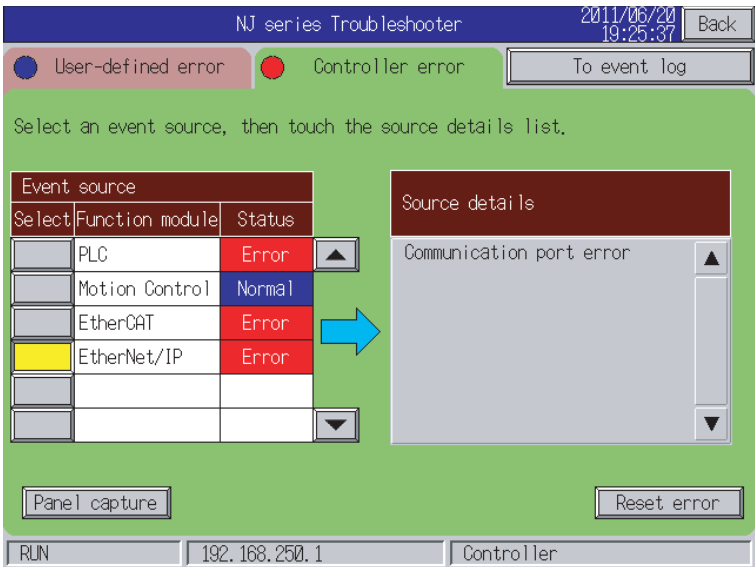 NJ series Troubleshooter
2011/06/20
19:25:37
Back
User-defined error
Controller error
To event log
Select an event source, then touch the source details list.
Event source
Select Function module Status
PLC Error
Motion Control Normal
EtherCAT Error
EtherNet/IP Error
Source details
Communication port error
Panel capture
Reset error
RUN
192.168.250.1
Controller